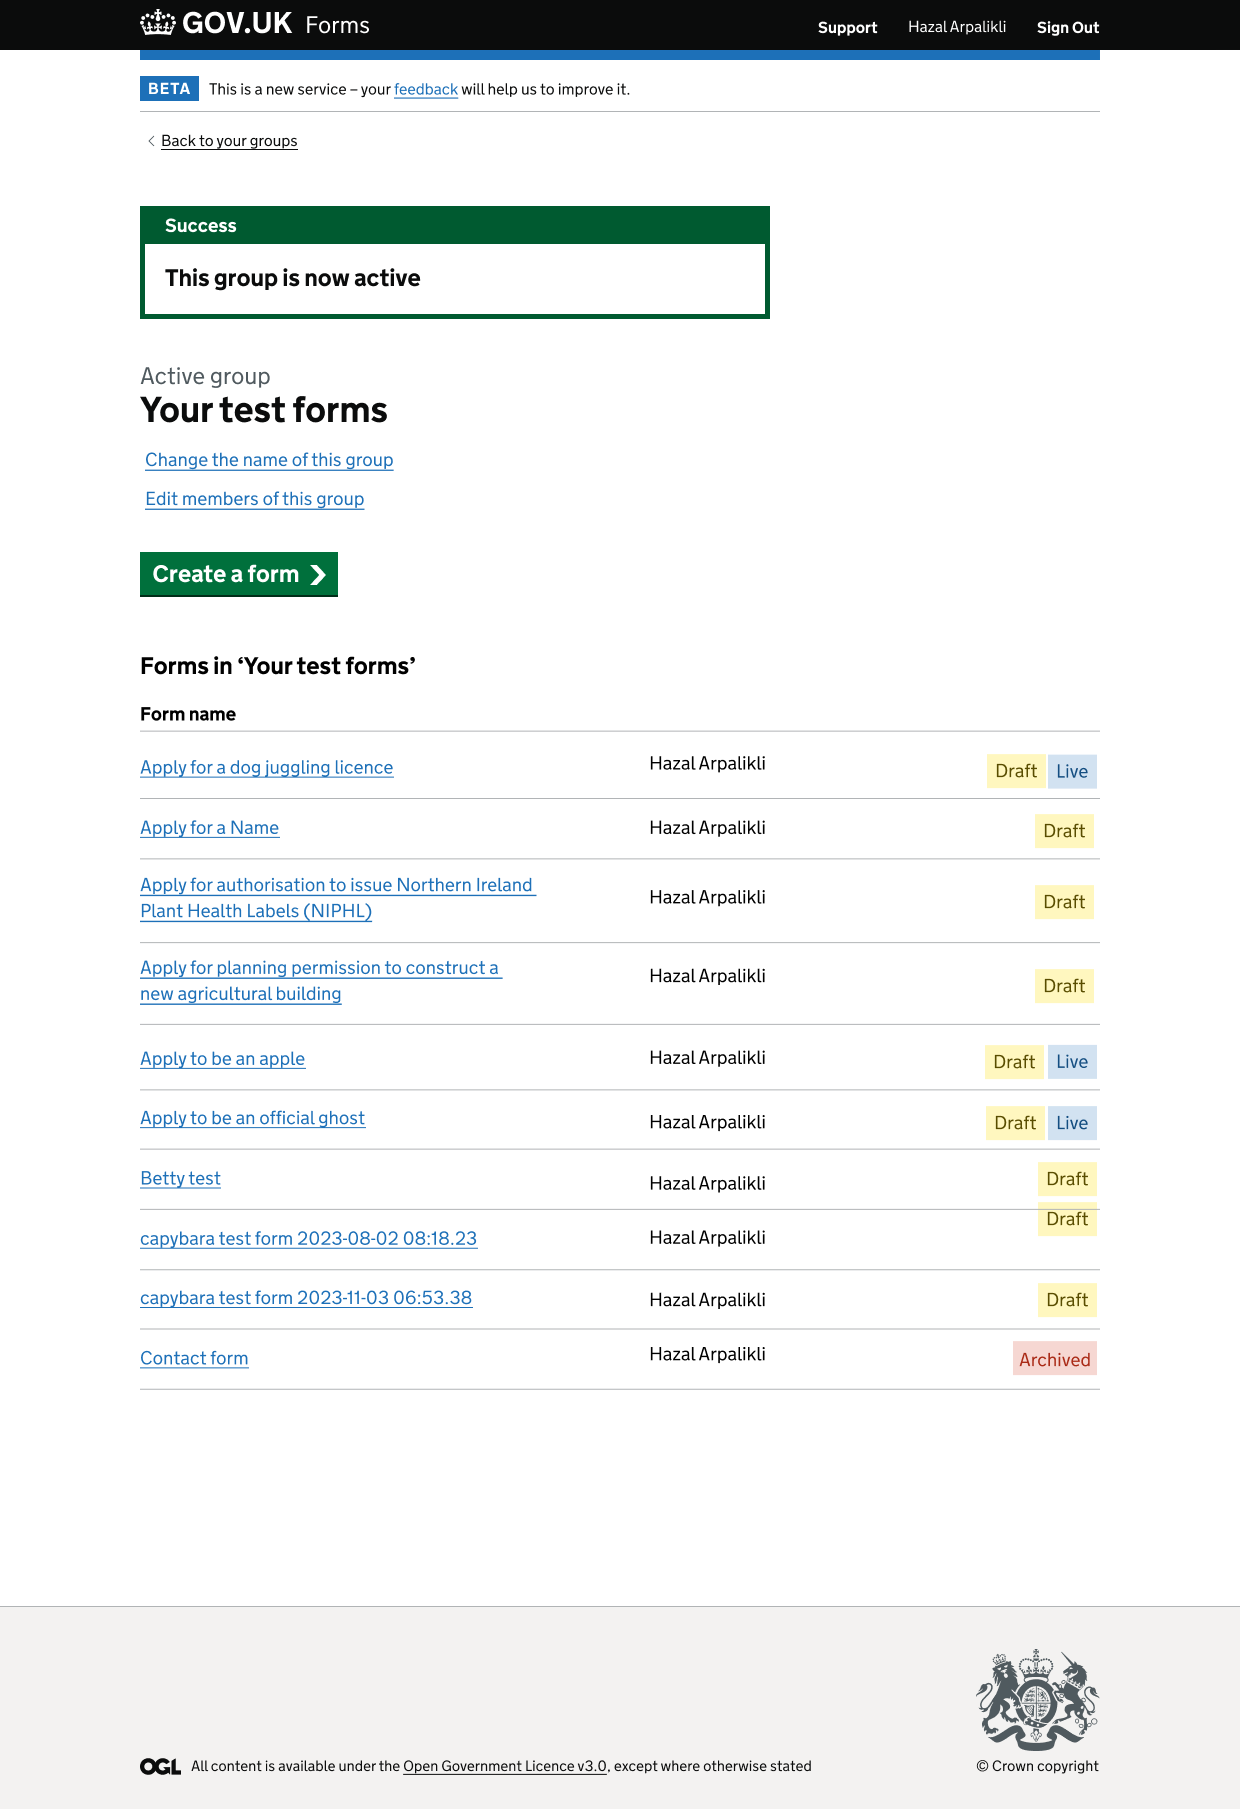 GOV.UK Forms Support Hazal Arpalikli Sign Out
BETA This is a new service – your feedback will help us to improve it.
Back to your groups
Success
This group is now active
Active group
Your test forms
Change the name of this group
Edit members of this group
Create a form
Forms in ‘Your test forms’
Form name
Apply for a dog juggling licence Hazal Arpalikli Draft Live
Apply for a Name Hazal Arpalikli Draft
Apply for authorisation to issue Northern Ireland
Plant Health Labels (NIPHL) Hazal Arpalikli Draft
Apply for planning permission to construct a
new agricultural building Hazal Arpalikli Draft
Apply to be an apple Hazal Arpalikli Draft Live
Apply to be an official ghost Hazal Arpalikli Draft Live
Betty test Hazal Arpalikli Draft
capybara test form 2023-08-02 08:18.23 Hazal Arpalikli Draft
capybara test form 2023-11-03 06:53.38 Hazal Arpalikli Draft
Contact form Hazal Arpalikli Archived
OGL All content is available under the Open Government Licence v3.0, except where otherwise stated © Crown copyright